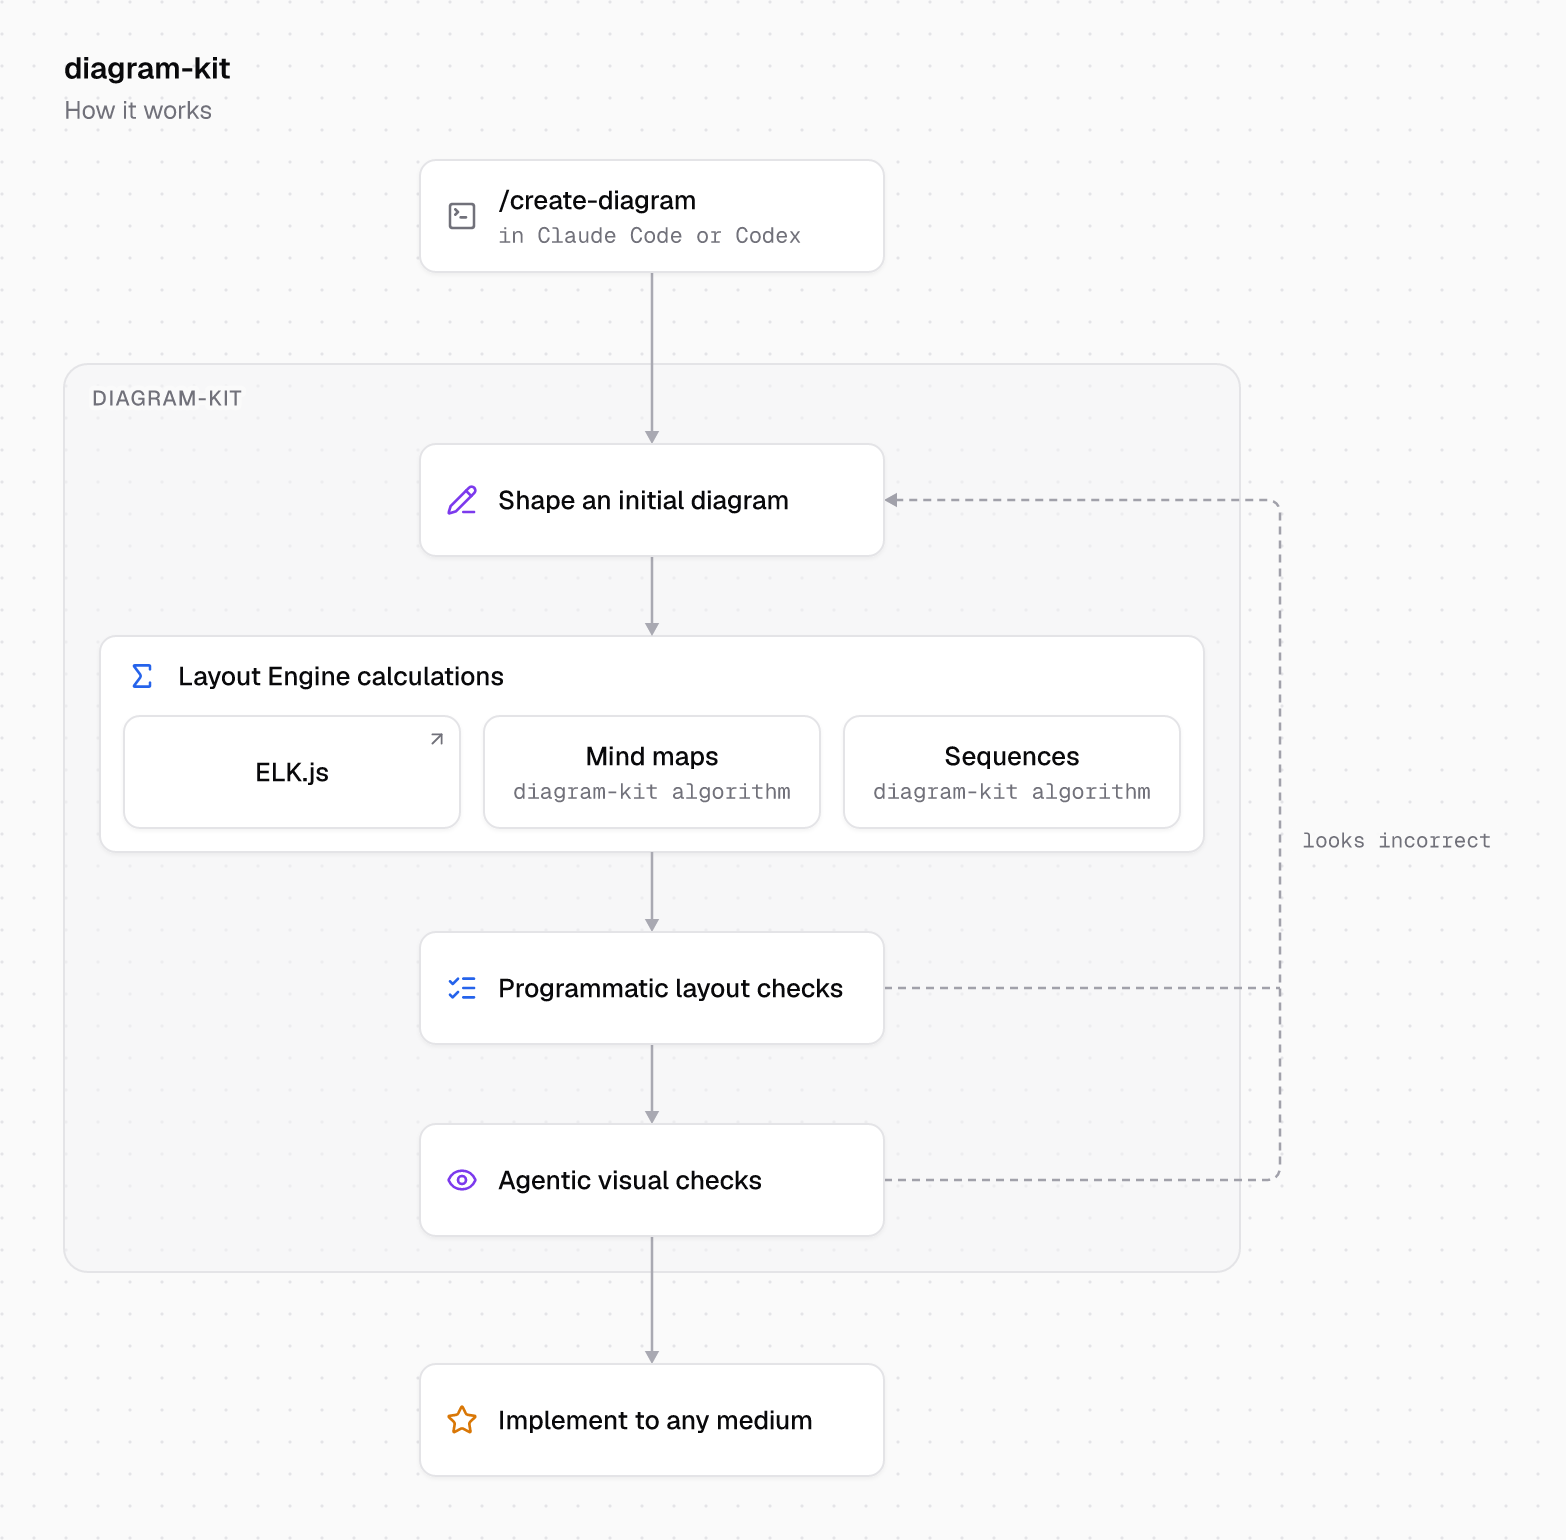 diagram-kit
How it works
/create-diagram
in Claude Code or Codex
DIAGRAM-KIT
Shape an initial diagram
Layout Engine calculations
ELK.js
Mind maps
diagram-kit algorithm
Sequences
diagram-kit algorithm
looks incorrect
Programmatic layout checks
Agentic visual checks
Implement to any medium